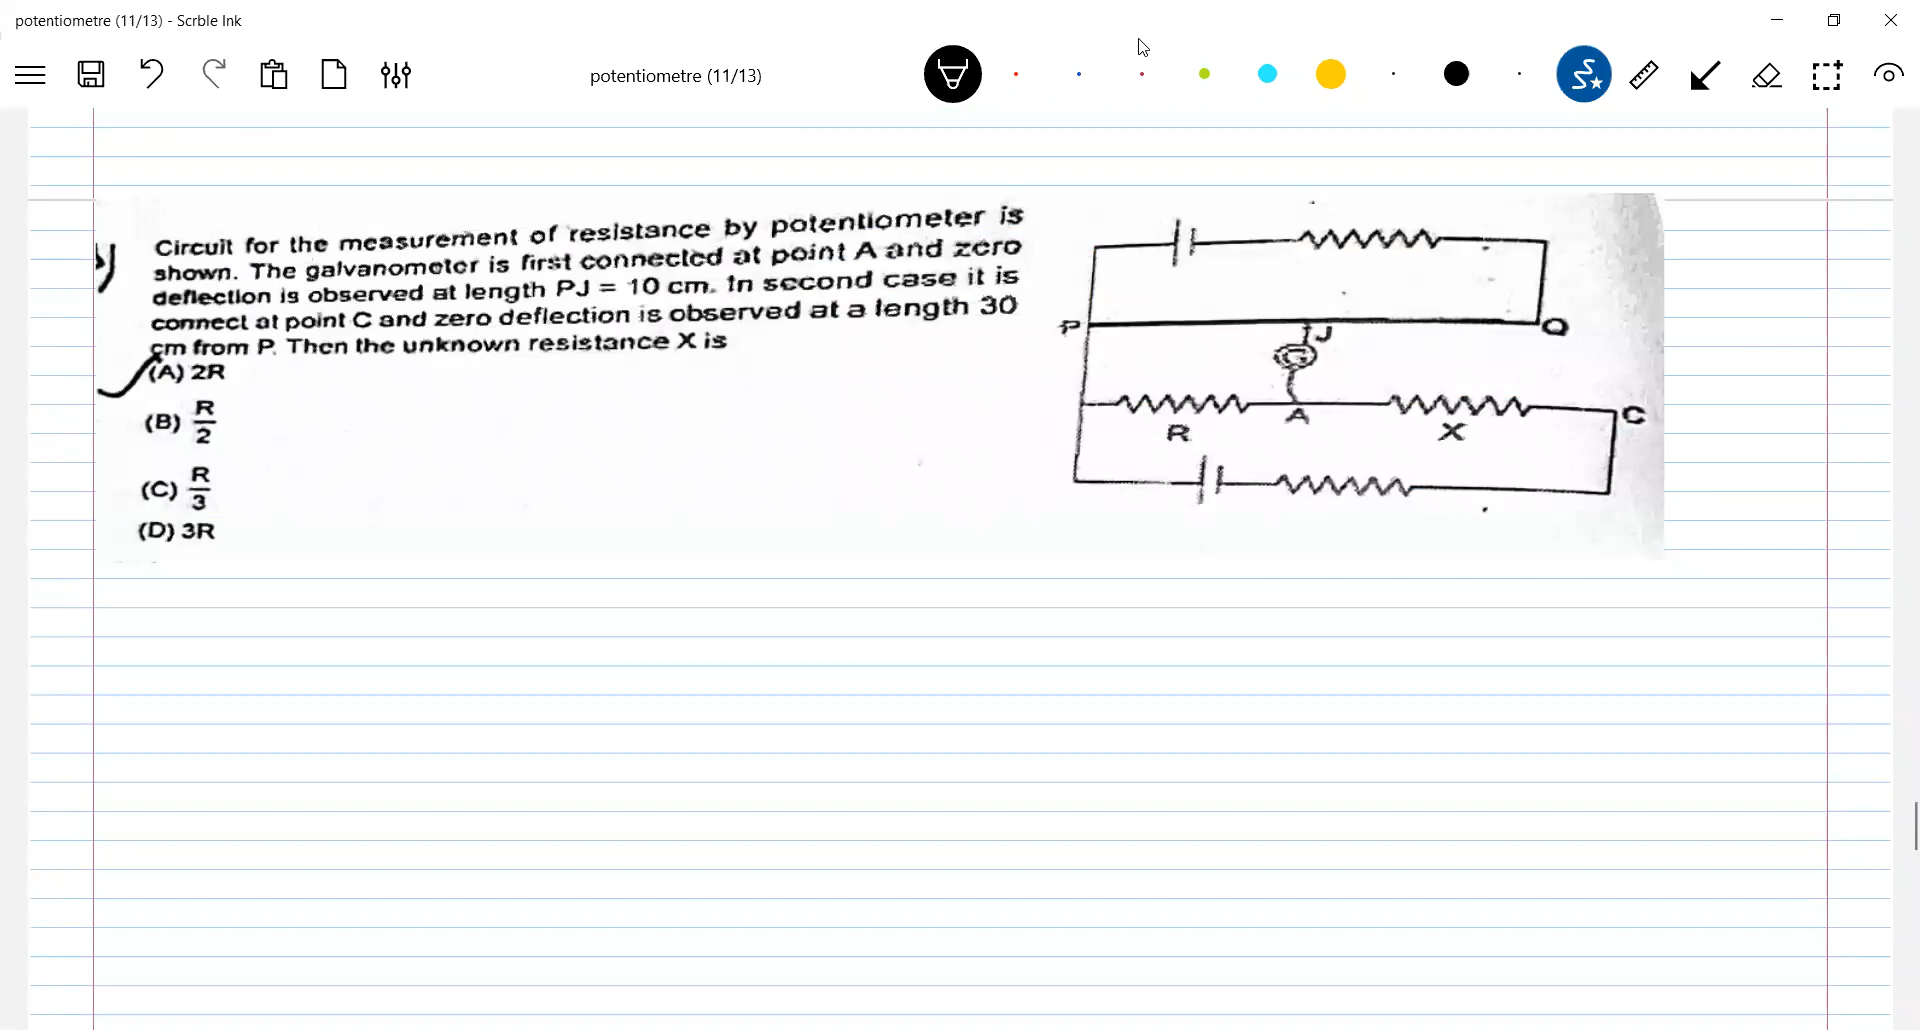 potentiometre (11/13) - Scrble Ink
potentiometre (11/13)
Circuit for the measurement of resistance by potentiometer is
shown. The galvanometer is first connected at point A and zero
deflection is observed at length PJ = 10 cm. In second case it is
connect at point C and zero deflection is observed at a length 30
cm from P. Then the unknown resistance X is
(A) 2R
(B) R/2
(C) R/3
(D) 3R
P
Q
J
G
A
C
R
X